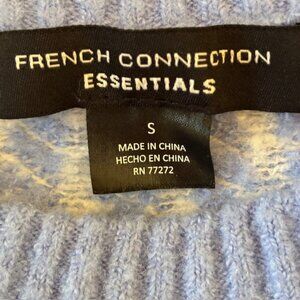 FRENCH CONNECTION
ESSENTIALS
S
MADE IN CHINA
HECHO EN CHINA
RN 77272